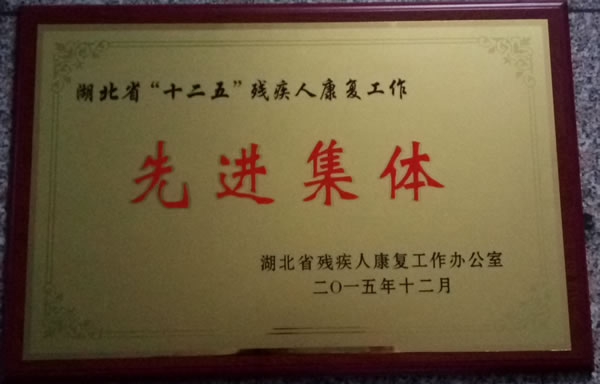 湖北省“十二五”残疾人康复工作
先进集体
湖北省残疾人康复工作办公室
二〇一五年十二月